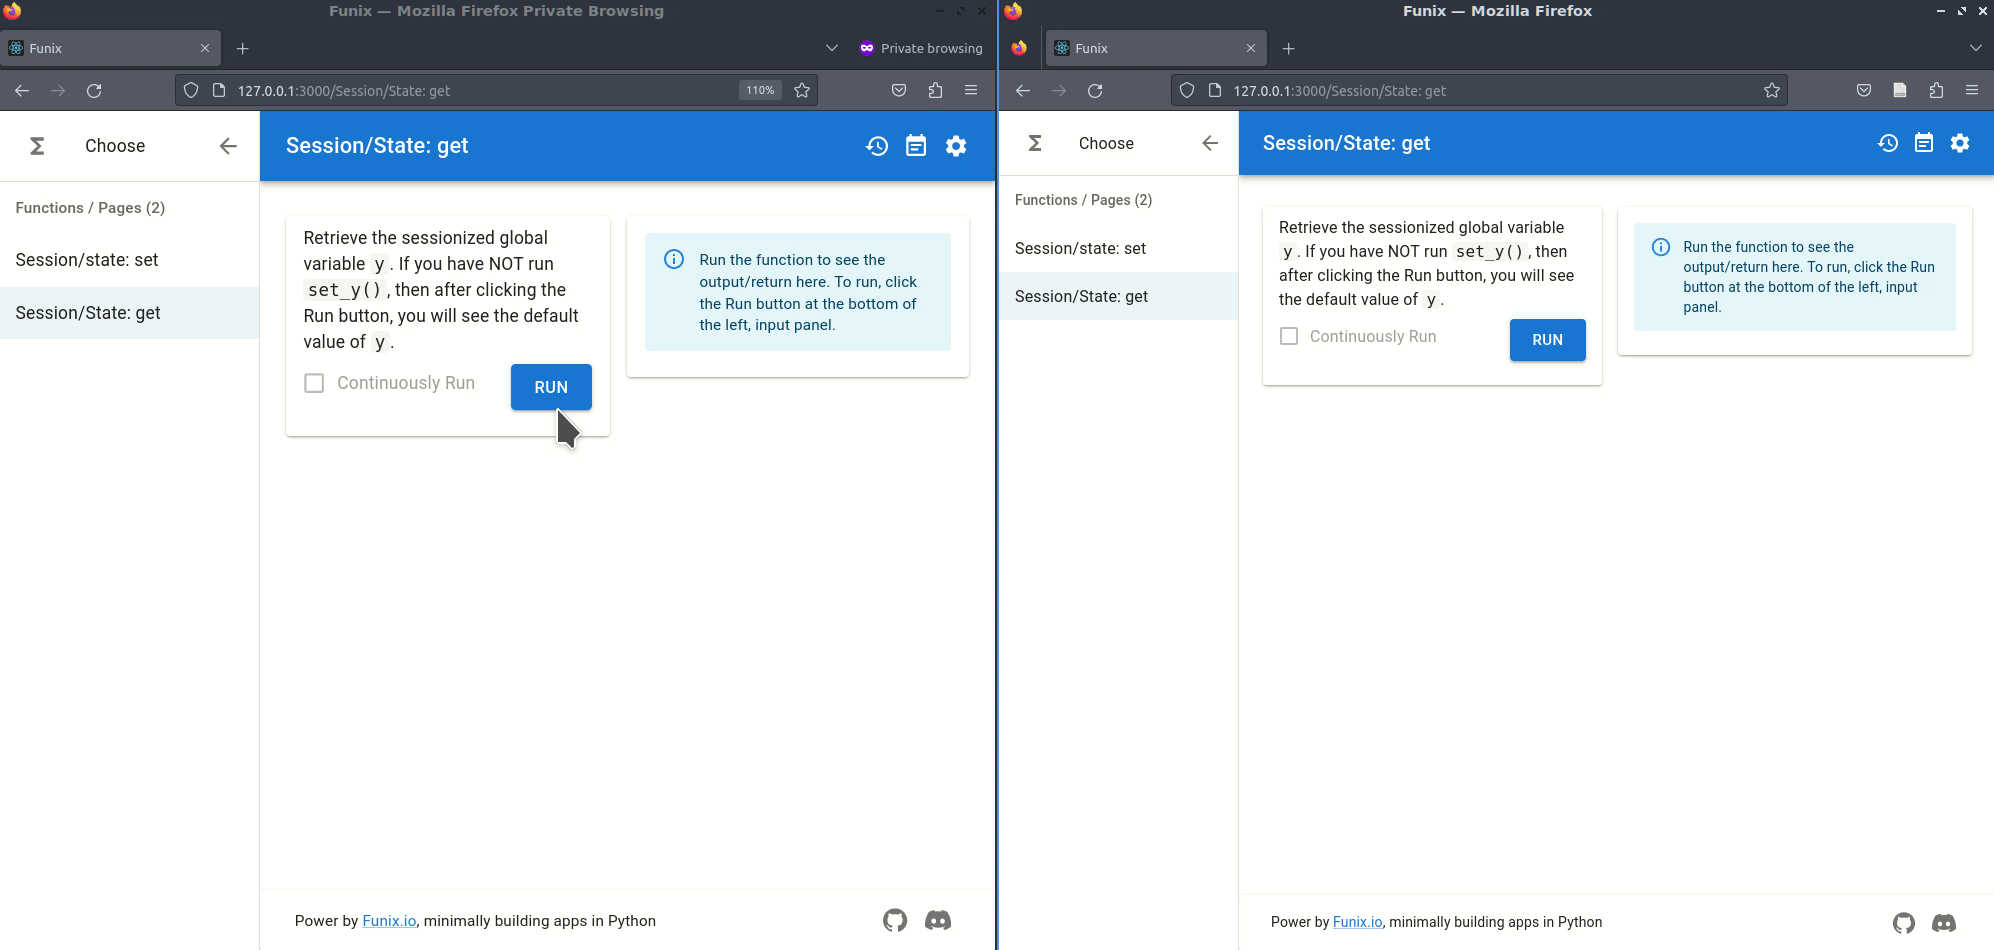 Funix — Mozilla Firefox Private Browsing
Funix
Private browsing
127.0.0.1:3000/Session/State: get
110%
Choose
Session/State: get
Functions / Pages (2)
Session/state: set
Session/State: get
Retrieve the sessionized global
variable y. If you have NOT run
set_y(), then after clicking the
Run button, you will see the default
value of y.
Continuously Run
RUN
Run the function to see the
output/return here. To run, click
the Run button at the bottom of
the left, input panel.
Power by Funix.io, minimally building apps in Python
Funix — Mozilla Firefox
Funix
127.0.0.1:3000/Session/State: get
Choose
Session/State: get
Functions / Pages (2)
Session/state: set
Session/State: get
Retrieve the sessionized global variable
y. If you have NOT run set_y(), then
after clicking the Run button, you will see
the default value of y.
Continuously Run
RUN
Run the function to see the
output/return here. To run, click the Run
button at the bottom of the left, input
panel.
Power by Funix.io, minimally building apps in Python